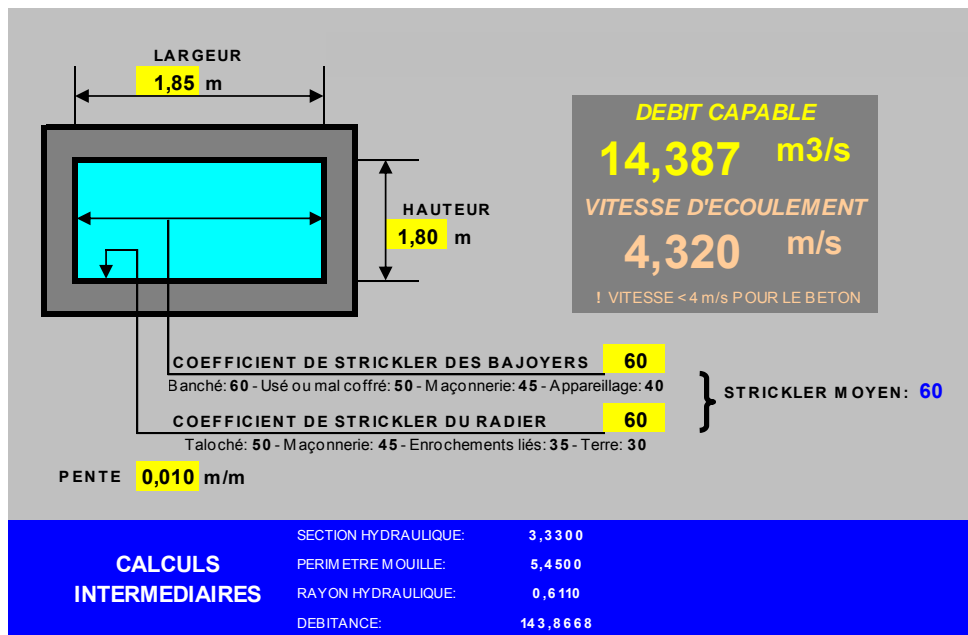 LARGEUR
1,85 m
DEBIT CAPABLE
14,387 m3/s
VITESSE D'ECOULEMENT
4,320 m/s
! VITESSE < 4 m/s POUR LE BETON
HAUTEUR
1,80 m
COEFFICIENT DE STRICKLER DES BAJOYERS 60
Banché: 60 - Usé ou mal coffré: 50 - Maçonnerie: 45 - Appareillage: 40
STRICKLER MOYEN: 60
COEFFICIENT DE STRICKLER DU RADIER 60
Taloché: 50 - Maçonnerie: 45 - Enrochements liés: 35 - Terre: 30
PENTE 0,010 m/m
CALCULS
INTERMEDIAIRES
SECTION HYDRAULIQUE: 3,3300
PERIMETRE MOUILLE: 5,4500
RAYON HYDRAULIQUE: 0,6110
DEBITANCE: 143,8668